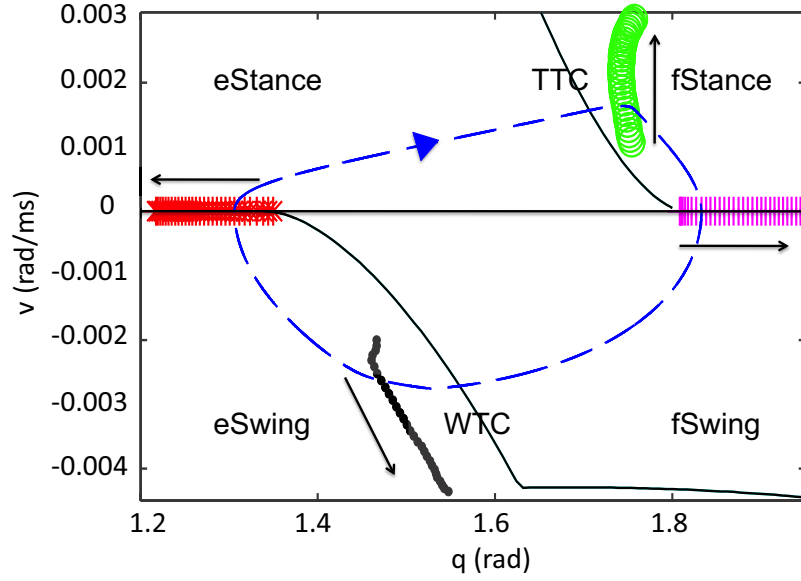 0.003
eStance
TTC
fStance
0.002
0.001
0
-0.001
v (rad/ms)
-0.002
-0.003
eSwing
WTC
fSwing
-0.004
1.2
1.4
1.6
1.8
q (rad)